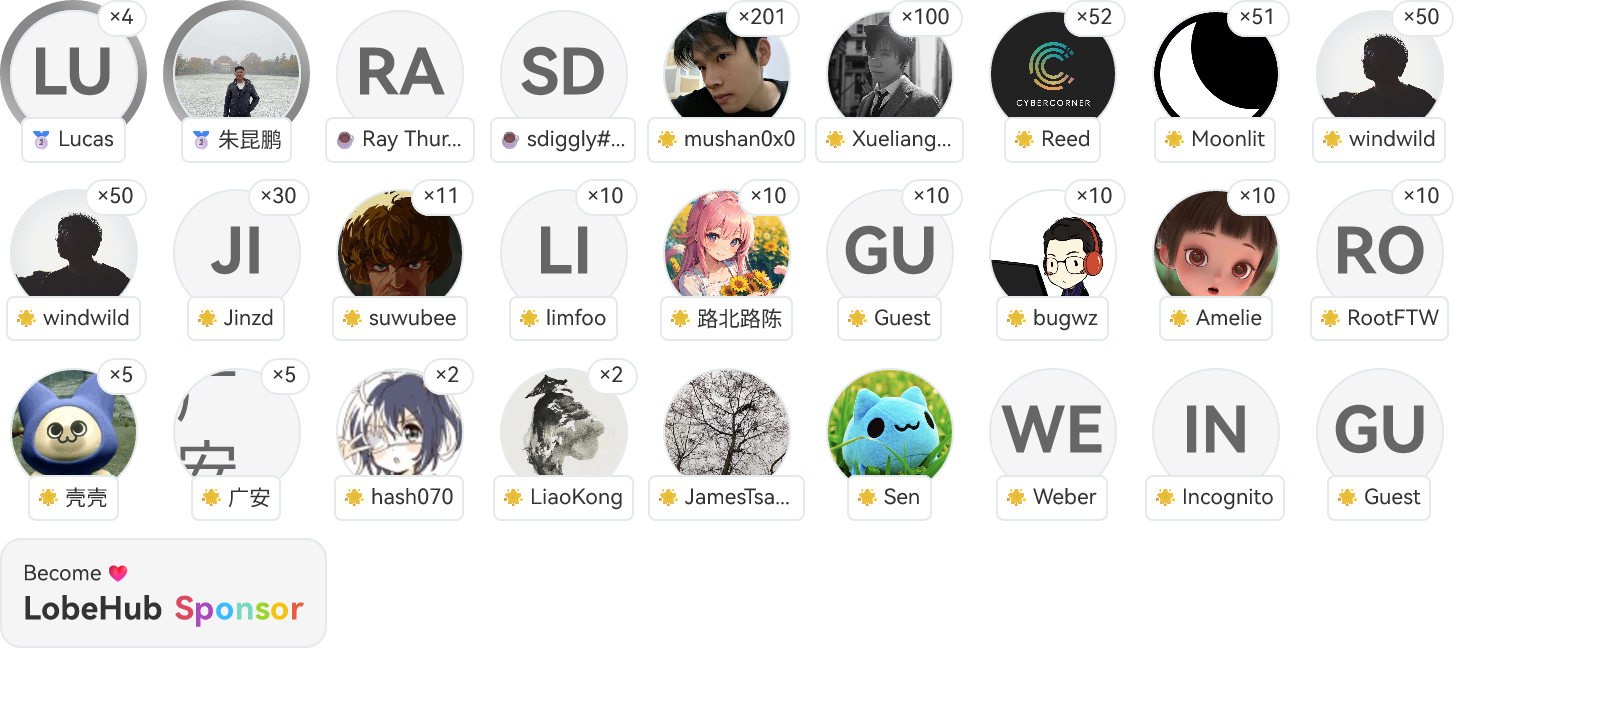 ×4
×201
×100
×52
×51
×50
LU
RA
SD
CYBERCORNER
Lucas
朱昆鹏
Ray Thur...
sdiggly#...
mushan0x0
Xueliang...
Reed
Moonlit
windwild
×50
×30
×11
×10
×10
×10
×10
×10
×10
JI
LI
GU
RO
windwild
Jinzd
suwubee
limfoo
路北路陈
Guest
bugwz
Amelie
RootFTW
×5
×5
×2
×2
广
安
WE
IN
GU
壳壳
广安
hash070
LiaoKong
JamesTsa...
Sen
Weber
Incognito
Guest
Become
LobeHub Sponsor